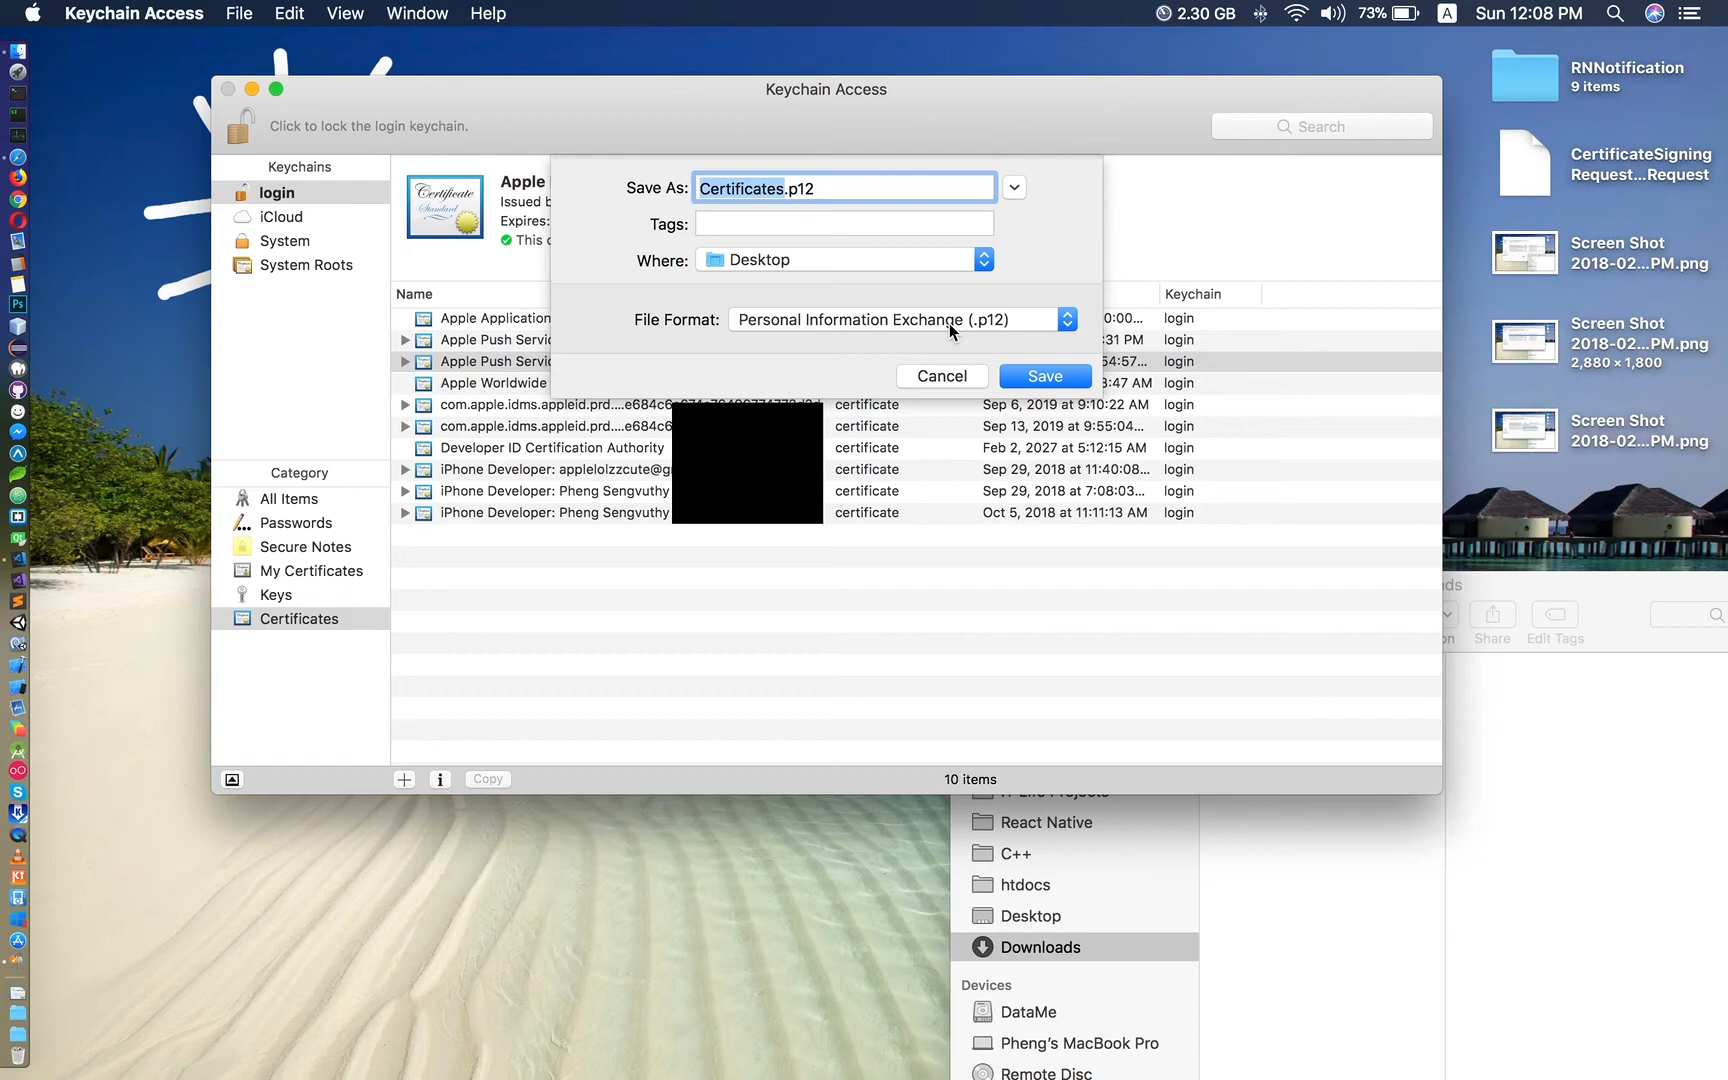 Keychain Access File Edit View Window Help
2.30 GB 73% A Sun 12:08 PM
Keychain Access
Click to lock the login keychain.
Search
Keychains
login
iCloud
System
System Roots
Category
All Items
Passwords
Secure Notes
My Certificates
Keys
Certificates
Apple
Issued b
Expires:
This c
Save As: Certificates.p12
Tags:
Where: Desktop
File Format: Personal Information Exchange (.p12)
Cancel Save
Name Keychain
Apple Application 0:00... login
Apple Push Servic :31 PM login
Apple Push Servic 54:57... login
Apple Worldwide 3:47 AM login
com.apple.idms.appleid.prd....e684c6 certificate Sep 6, 2019 at 9:10:22 AM login
com.apple.idms.appleid.prd....e684c6 certificate Sep 13, 2019 at 9:55:04... login
Developer ID Certification Authority certificate Feb 2, 2027 at 5:12:15 AM login
iPhone Developer: applelolzzcute@g certificate Sep 29, 2018 at 11:40:08... login
iPhone Developer: Pheng Sengvuthy certificate Sep 29, 2018 at 7:08:03... login
iPhone Developer: Pheng Sengvuthy certificate Oct 5, 2018 at 11:11:13 AM login
Copy
10 items
RNNotification
9 items
CertificateSigning
Request...Request
Screen Shot
2018-02...PM.png
Screen Shot
2018-02...PM.png
2,880 × 1,800
Screen Shot
2018-02...PM.png
ds
on Share Edit Tags
React Native
C++
htdocs
Desktop
Downloads
Devices
DataMe
Pheng's MacBook Pro
Remote Disc